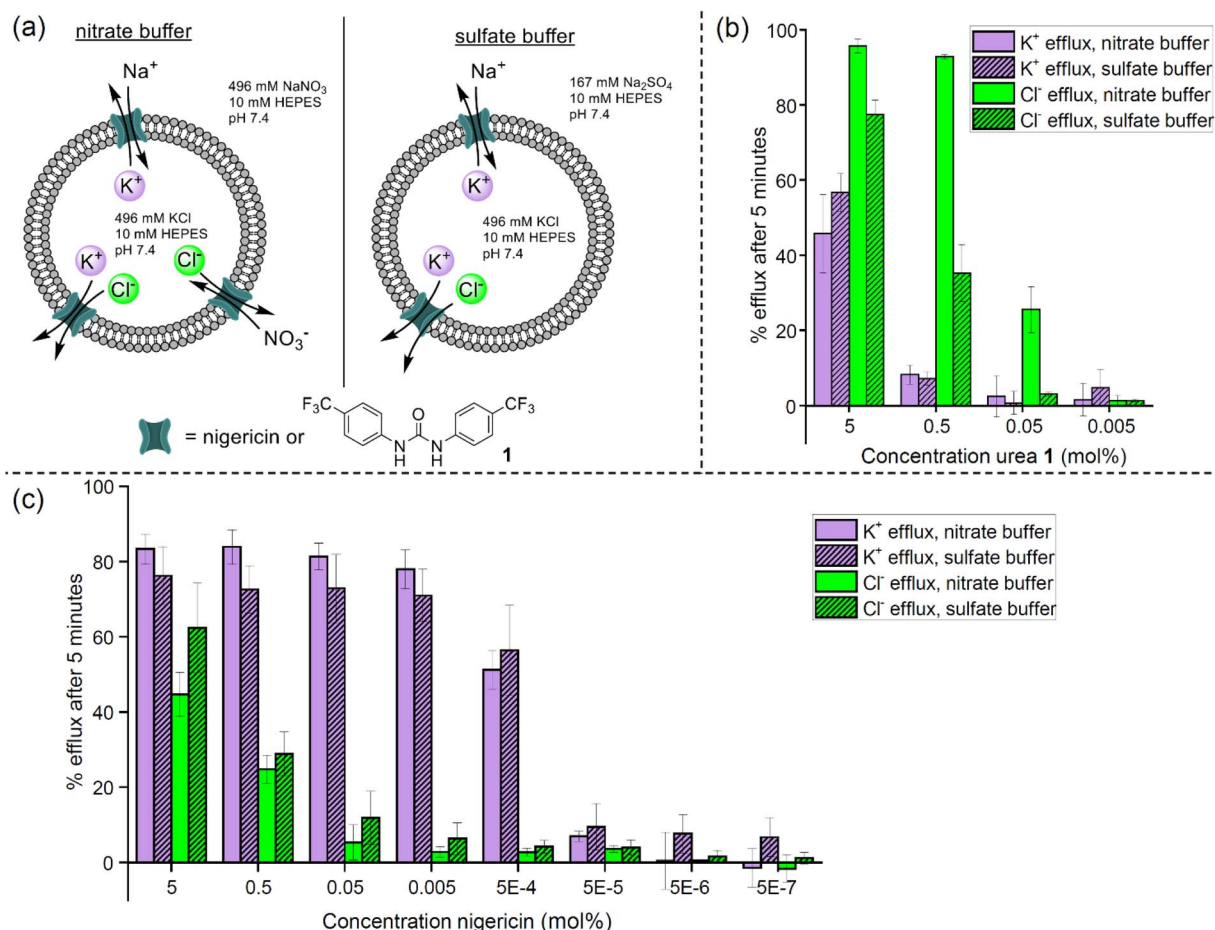 (a)
nitrate buffer
Na+
496 mM NaNO3
10 mM HEPES
pH 7.4
K+
496 mM KCl
10 mM HEPES
pH 7.4
K+
Cl-
Cl-
NO3-
sulfate buffer
Na+
167 mM Na2SO4
10 mM HEPES
pH 7.4
K+
496 mM KCl
10 mM HEPES
pH 7.4
K+
Cl-
= nigericin or
F3C
O
CF3
N
H
N
H
1
(b)
% efflux after 5 minutes
100
80
60
40
20
0
K+ efflux, nitrate buffer
K+ efflux, sulfate buffer
Cl- efflux, nitrate buffer
Cl- efflux, sulfate buffer
5 0.5 0.05 0.005
Concentration urea 1 (mol%)
(c)
% efflux after 5 minutes
100
80
60
40
20
0
K+ efflux, nitrate buffer
K+ efflux, sulfate buffer
Cl- efflux, nitrate buffer
Cl- efflux, sulfate buffer
5 0.5 0.05 0.005 5E-4 5E-5 5E-6 5E-7
Concentration nigericin (mol%)